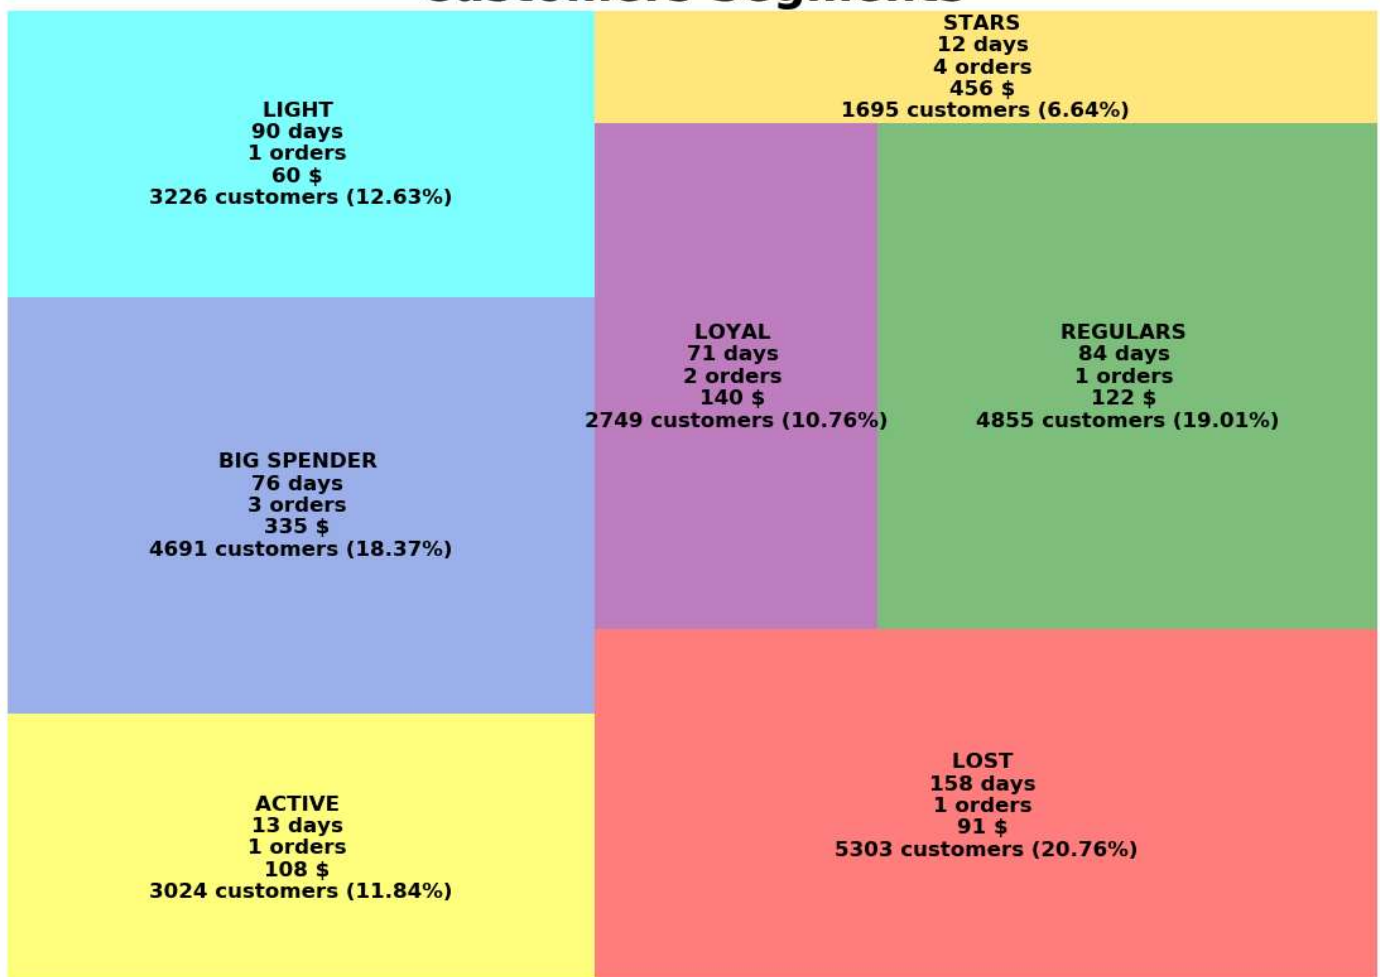 Customers Segments
STARS
12 days
4 orders
456 $
1695 customers (6.64%)
LIGHT
90 days
1 orders
60 $
3226 customers (12.63%)
LOYAL
71 days
2 orders
140 $
2749 customers (10.76%)
REGULARS
84 days
1 orders
122 $
4855 customers (19.01%)
BIG SPENDER
76 days
3 orders
335 $
4691 customers (18.37%)
ACTIVE
13 days
1 orders
108 $
3024 customers (11.84%)
LOST
158 days
1 orders
91 $
5303 customers (20.76%)